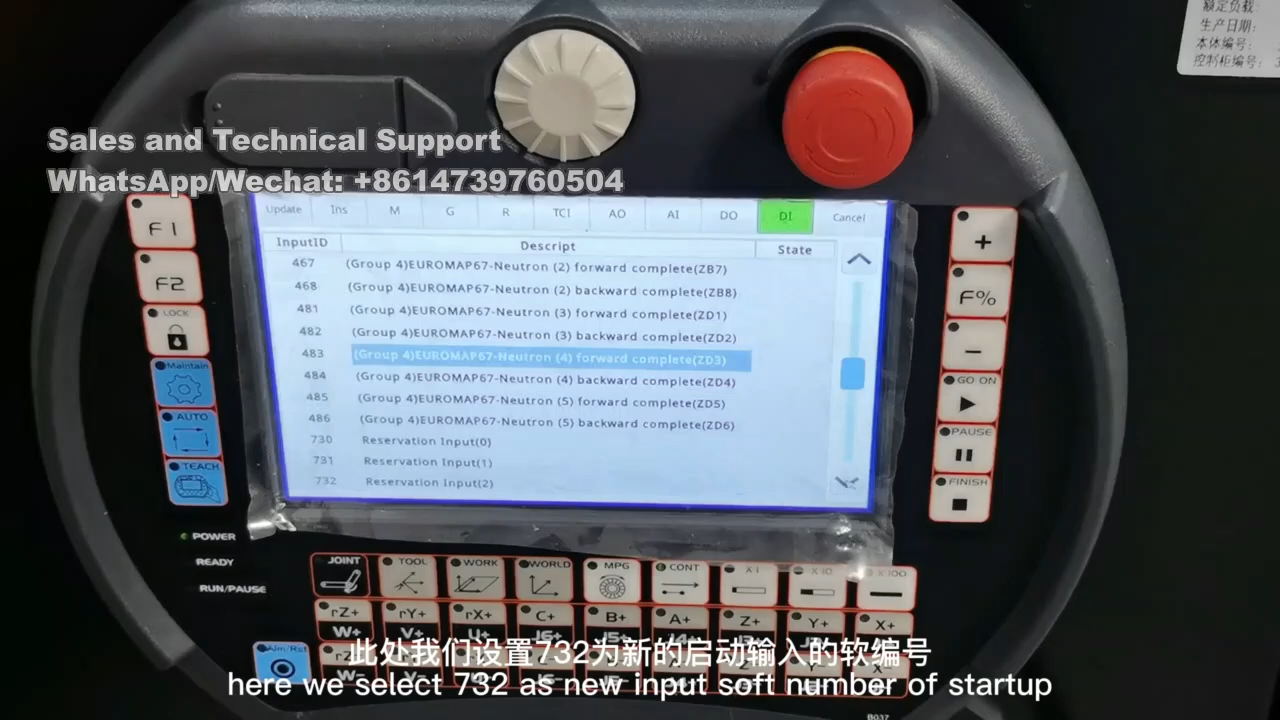 额定负载:
生产日期:
本体编号:
控制柜编号:
Sales and Technical Support
WhatsApp/Wechat: +8614739760504
Update Ins M G R TCI AO AI DO DI Cancel
InputID Descript State
467 (Group 4)EUROMAP67-Neutron (2) forward complete(ZB7)
468 (Group 4)EUROMAP67-Neutron (2) backward complete(ZB8)
481 (Group 4)EUROMAP67-Neutron (3) forward complete(ZD1)
482 (Group 4)EUROMAP67-Neutron (3) backward complete(ZD2)
483 (Group 4)EUROMAP67-Neutron (4) forward complete(ZD3)
484 (Group 4)EUROMAP67-Neutron (4) backward complete(ZD4)
485 (Group 4)EUROMAP67-Neutron (5) forward complete(ZD5)
486 (Group 4)EUROMAP67-Neutron (5) backward complete(ZD6)
730 Reservation Input(0)
731 Reservation Input(1)
732 Reservation Input(2)
F1
F2
LOCK
Maintain
AUTO
TEACH
+
F%
−
GO ON
PAUSE
FINISH
POWER
READY
RUN/PAUSE
JOINT TOOL WORK WORLD MPG CONT X1 X10 X100
rZ+ rY+ rX+ C+ B+ A+ Z+ Y+ X+
W+ V+ U+ J6+ J5+ J4+
Alm/Rst
此处我们设置732为新的启动输入的软编号
here we select 732 as new input soft number of startup
B037